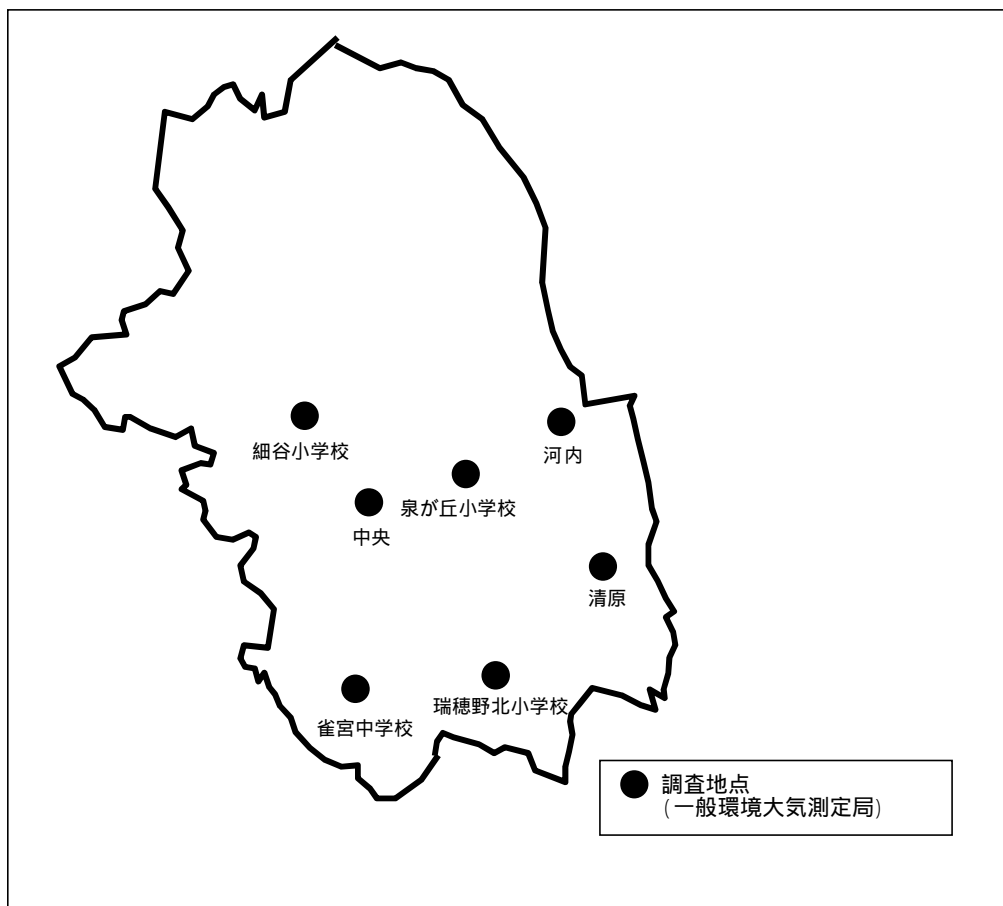 細谷小学校
河内
泉が丘小学校
中央
清原
瑞穂野北小学校
雀宮中学校
調査地点
(一般環境大気測定局)